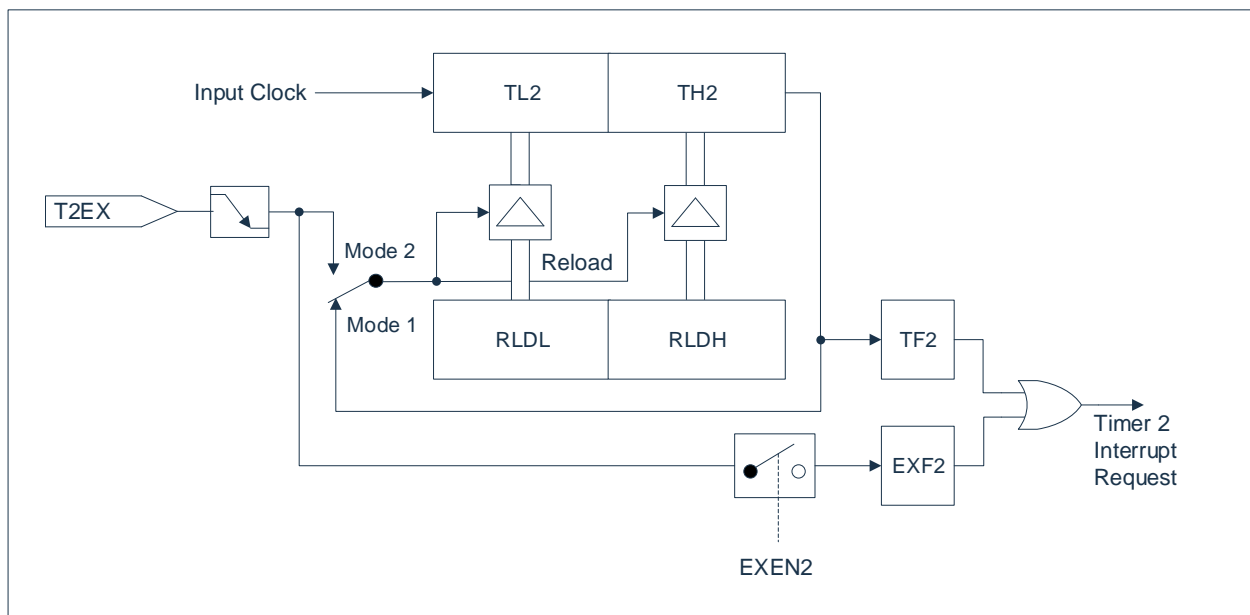 Input Clock
TL2
TH2
T2EX
Mode 2
Reload
Mode 1
RLDL
RLDH
TF2
EXF2
Timer 2
Interrupt
Request
EXEN2